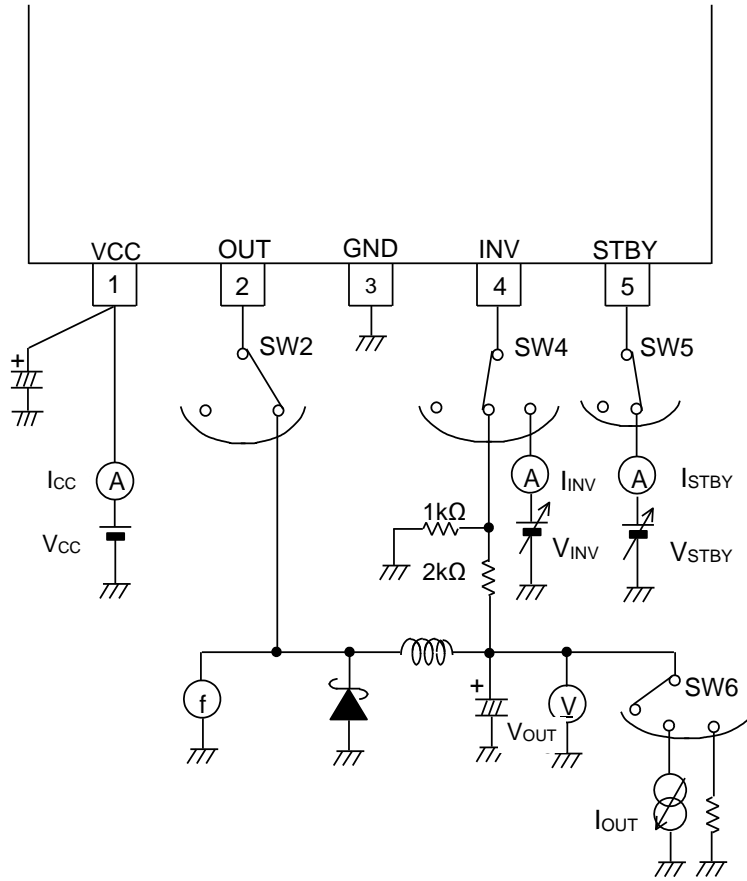 VCC OUT GND INV STBY
1 2 3 4 5
SW2 SW4 SW5
+
ICC A
A IINV A ISTBY
1kΩ
VCC VINV VSTBY
2kΩ
SW6
f + V
VOUT
IOUT